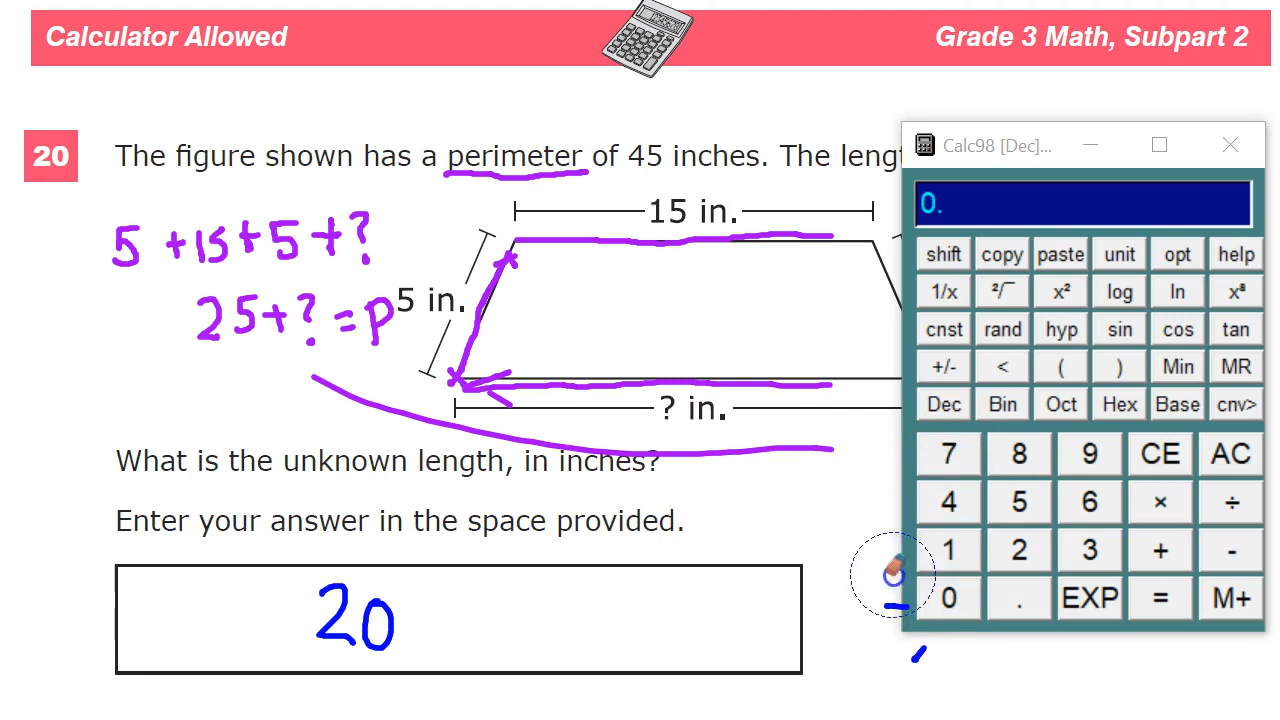 Calculator Allowed
Grade 3 Math, Subpart 2
20
The figure shown has a perimeter of 45 inches. The lengt
15 in.
5 + 15 + 5 + ?
25 + ? = P
5 in.
? in.
What is the unknown length, in inches?
Enter your answer in the space provided.
20
Calc98 [Dec]...
0.
shift copy paste unit opt help
1/x ²√ x² log ln xª
cnst rand hyp sin cos tan
+/- < ( ) Min MR
Dec Bin Oct Hex Base cnv>
7 8 9 CE AC
4 5 6 × ÷
1 2 3 + -
0 . EXP = M+